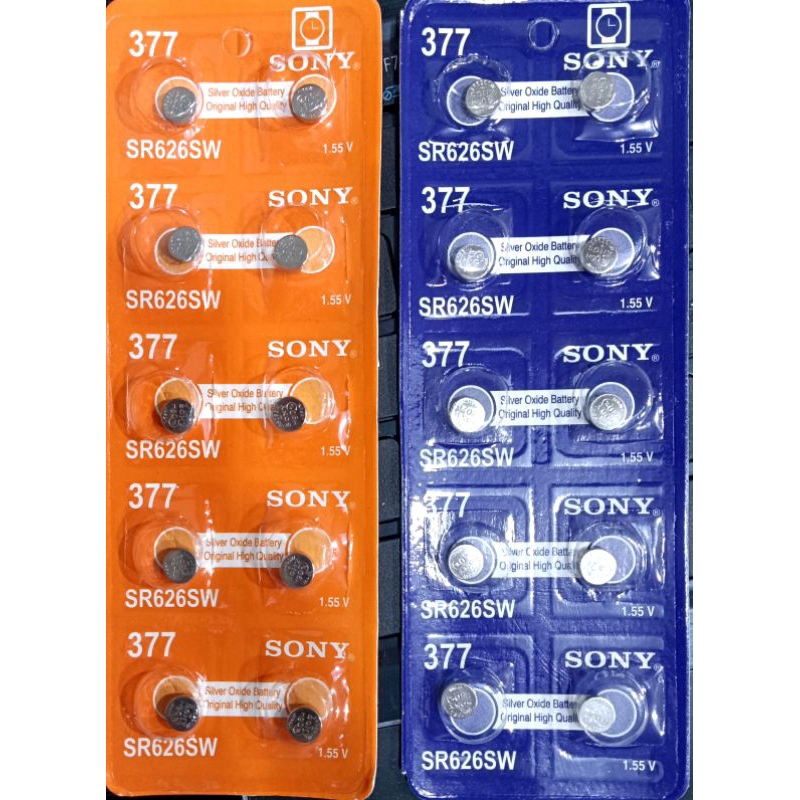 377
SONY®
Silver Oxide Battery
Original High Quality
SR626SW
1.55 V
377
SONY®
Silver Oxide Battery
Original High Quality
SR626SW
1.55 V
377
SONY®
Silver Oxide Battery
Original High Quality
SR626SW
1.55 V
377
SONY®
Silver Oxide Battery
Original High Quality
SR626SW
1.55 V
377
SONY®
Silver Oxide Battery
Original High Quality
SR626SW
1.55 V
F7
377
SONY®
Silver Oxide Battery
Original High Quality
SR626SW
1.55 V
377
SONY®
Silver Oxide Battery
Original High Quality
SR626SW
1.55 V
377
SONY®
Silver Oxide Battery
Original High Quality
SR626SW
1.55 V
377
SONY®
Silver Oxide Battery
Original High Quality
SR626SW
1.55 V
377
SONY®
Silver Oxide Battery
Original High Quality
SR626SW
1.55 V